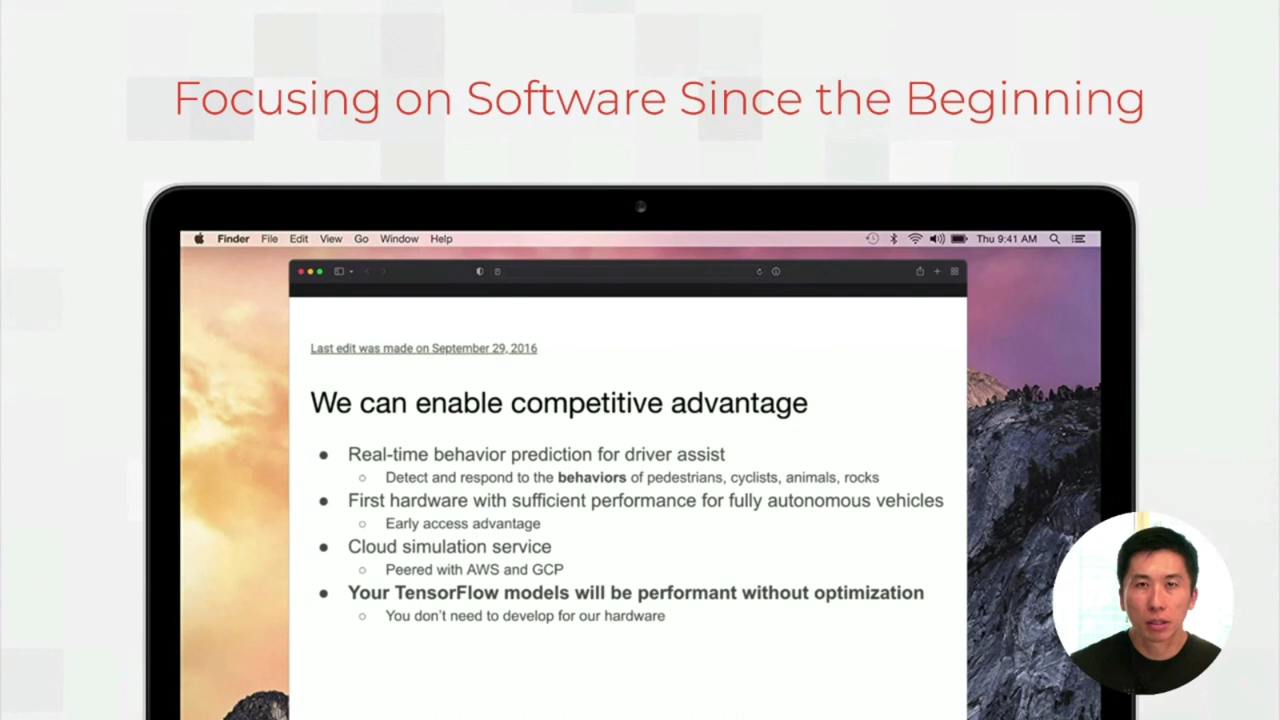 Focusing on Software Since the Beginning
Finder File Edit View Go Window Help Thu 9:41 AM
Last edit was made on September 29, 2016
We can enable competitive advantage
● Real-time behavior prediction for driver assist
○ Detect and respond to the behaviors of pedestrians, cyclists, animals, rocks
● First hardware with sufficient performance for fully autonomous vehicles
○ Early access advantage
● Cloud simulation service
○ Peered with AWS and GCP
● Your TensorFlow models will be performant without optimization
○ You don't need to develop for our hardware